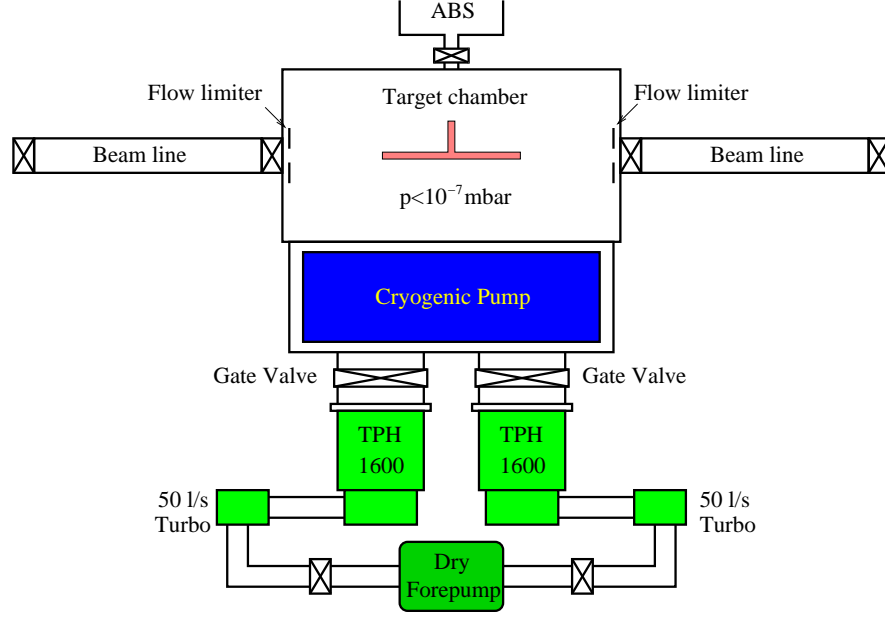 ABS
Flow limiter
Target chamber
Flow limiter
Beam line
Beam line
p<10⁻⁷mbar
Cryogenic Pump
Gate Valve
Gate Valve
TPH
1600
TPH
1600
50 l/s
Turbo
50 l/s
Turbo
Dry
Forepump